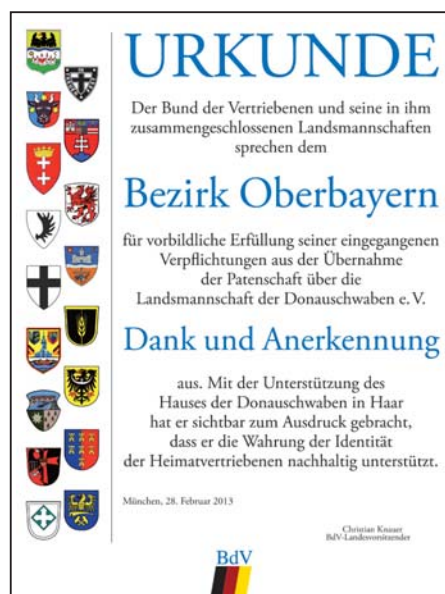 URKUNDE
Der Bund der Vertriebenen und seine in ihm
zusammengeschlossenen Landsmannschaften
sprechen dem
Bezirk Oberbayern
für vorbildliche Erfüllung seiner eingegangenen
Verpflichtungen aus der Übernahme
der Patenschaft über die
Landsmannschaft der Donauschwaben e. V.
Dank und Anerkennung
aus. Mit der Unterstützung des
Hauses der Donauschwaben in Haar
hat er sichtbar zum Ausdruck gebracht,
dass er die Wahrung der Identität
der Heimatvertriebenen nachhaltig unterstützt.
München, 28. Februar 2013
Christian Knauer
BdV-Landesvorsitzender
BdV